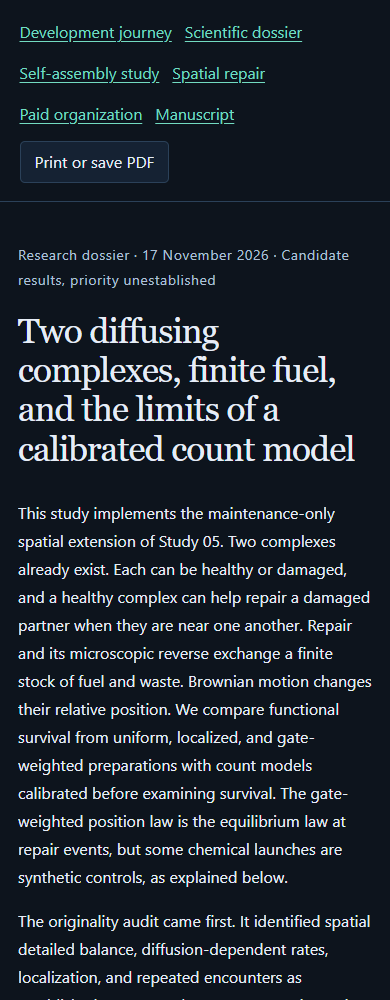 Development journey Scientific dossier
Self-assembly study Spatial repair
Paid organization Manuscript
Print or save PDF
Research dossier · 17 November 2026 · Candidate
results, priority unestablished
Two diffusing
complexes, finite fuel,
and the limits of a
calibrated count model
This study implements the maintenance-only
spatial extension of Study 05. Two complexes
already exist. Each can be healthy or damaged,
and a healthy complex can help repair a damaged
partner when they are near one another. Repair
and its microscopic reverse exchange a finite
stock of fuel and waste. Brownian motion changes
their relative position. We compare functional
survival from uniform, localized, and gate-
weighted preparations with count models
calibrated before examining survival. The gate-
weighted position law is the equilibrium law at
repair events, but some chemical launches are
synthetic controls, as explained below.
The originality audit came first. It identified spatial
detailed balance, diffusion-dependent rates,
localization, and repeated encounters as